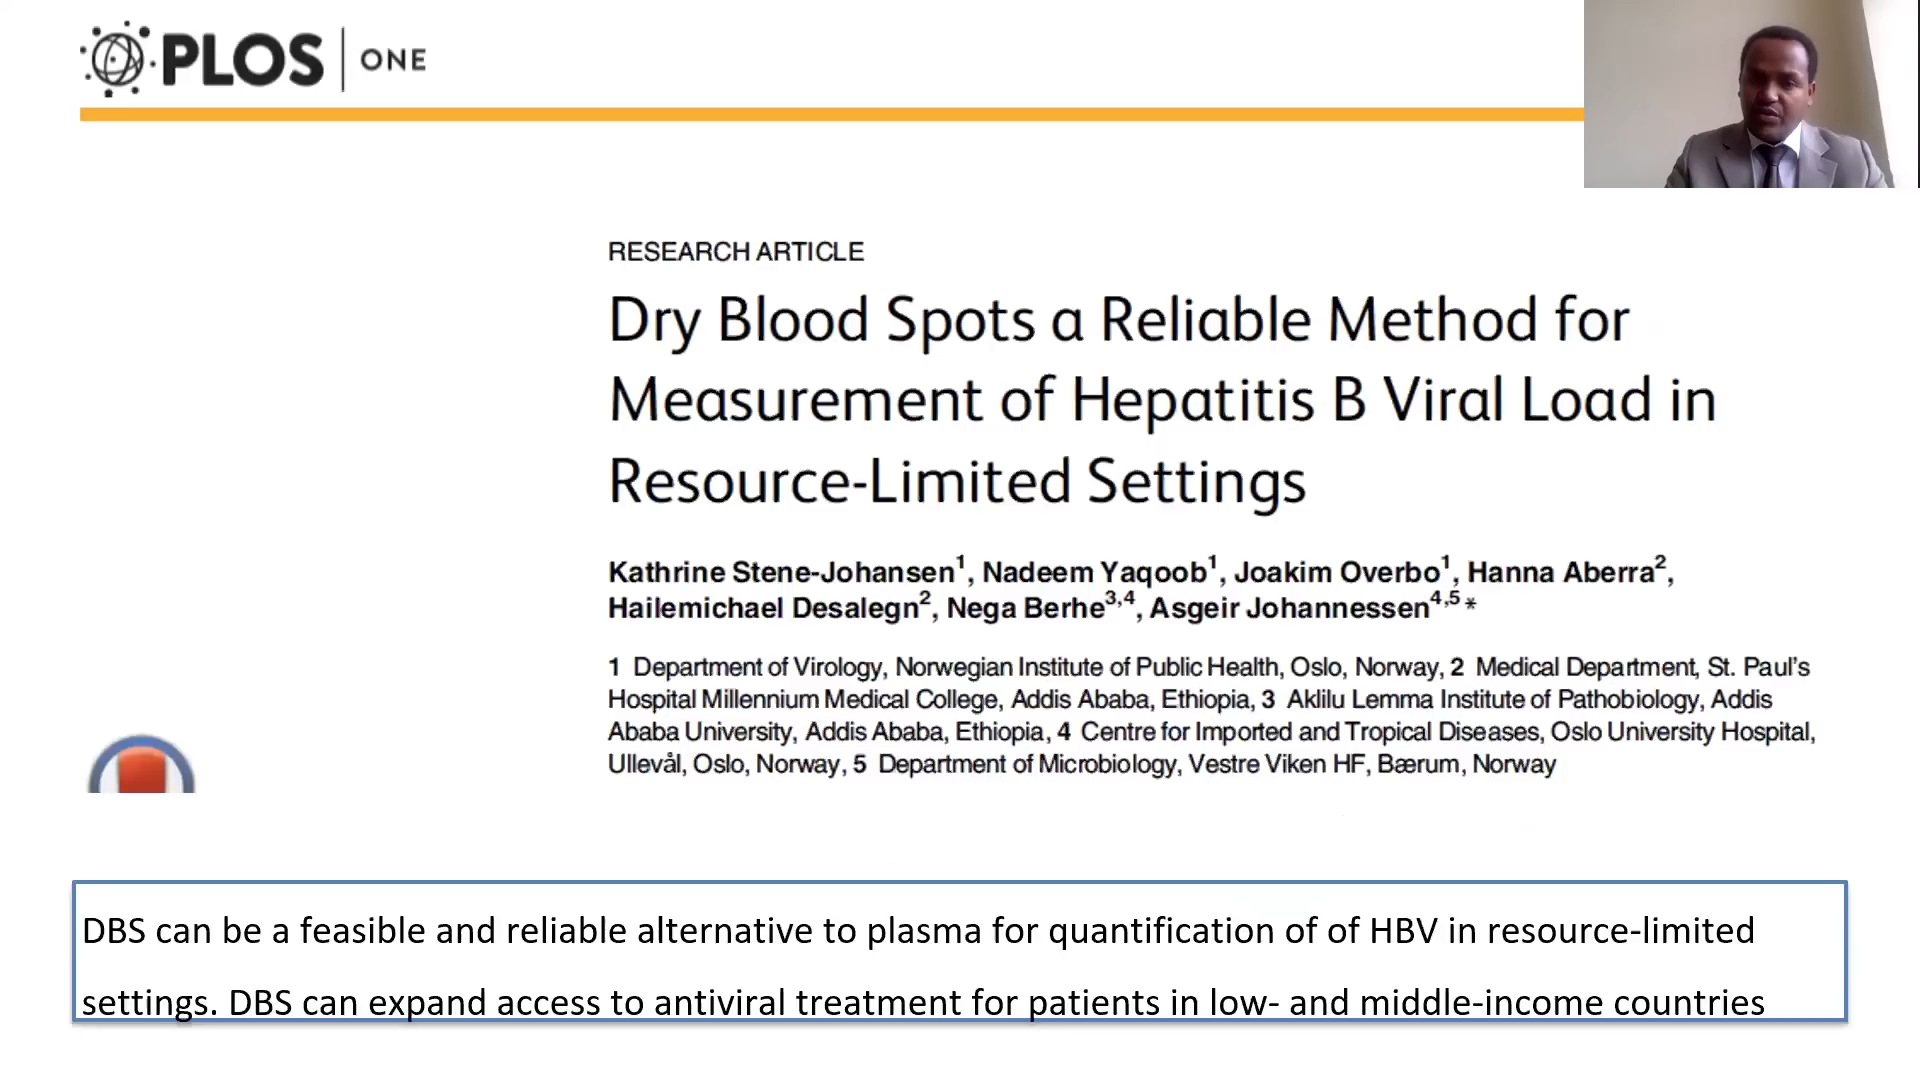 PLOS ONE
RESEARCH ARTICLE
Dry Blood Spots a Reliable Method for
Measurement of Hepatitis B Viral Load in
Resource-Limited Settings
Kathrine Stene-Johansen1, Nadeem Yaqoob1, Joakim Overbo1, Hanna Aberra2,
Hailemichael Desalegn2, Nega Berhe3,4, Asgeir Johannessen4,5*
1 Department of Virology, Norwegian Institute of Public Health, Oslo, Norway, 2 Medical Department, St. Paul's
Hospital Millennium Medical College, Addis Ababa, Ethiopia, 3 Aklilu Lemma Institute of Pathobiology, Addis
Ababa University, Addis Ababa, Ethiopia, 4 Centre for Imported and Tropical Diseases, Oslo University Hospital,
Ullevål, Oslo, Norway, 5 Department of Microbiology, Vestre Viken HF, Bærum, Norway
DBS can be a feasible and reliable alternative to plasma for quantification of of HBV in resource-limited
settings. DBS can expand access to antiviral treatment for patients in low- and middle-income countries